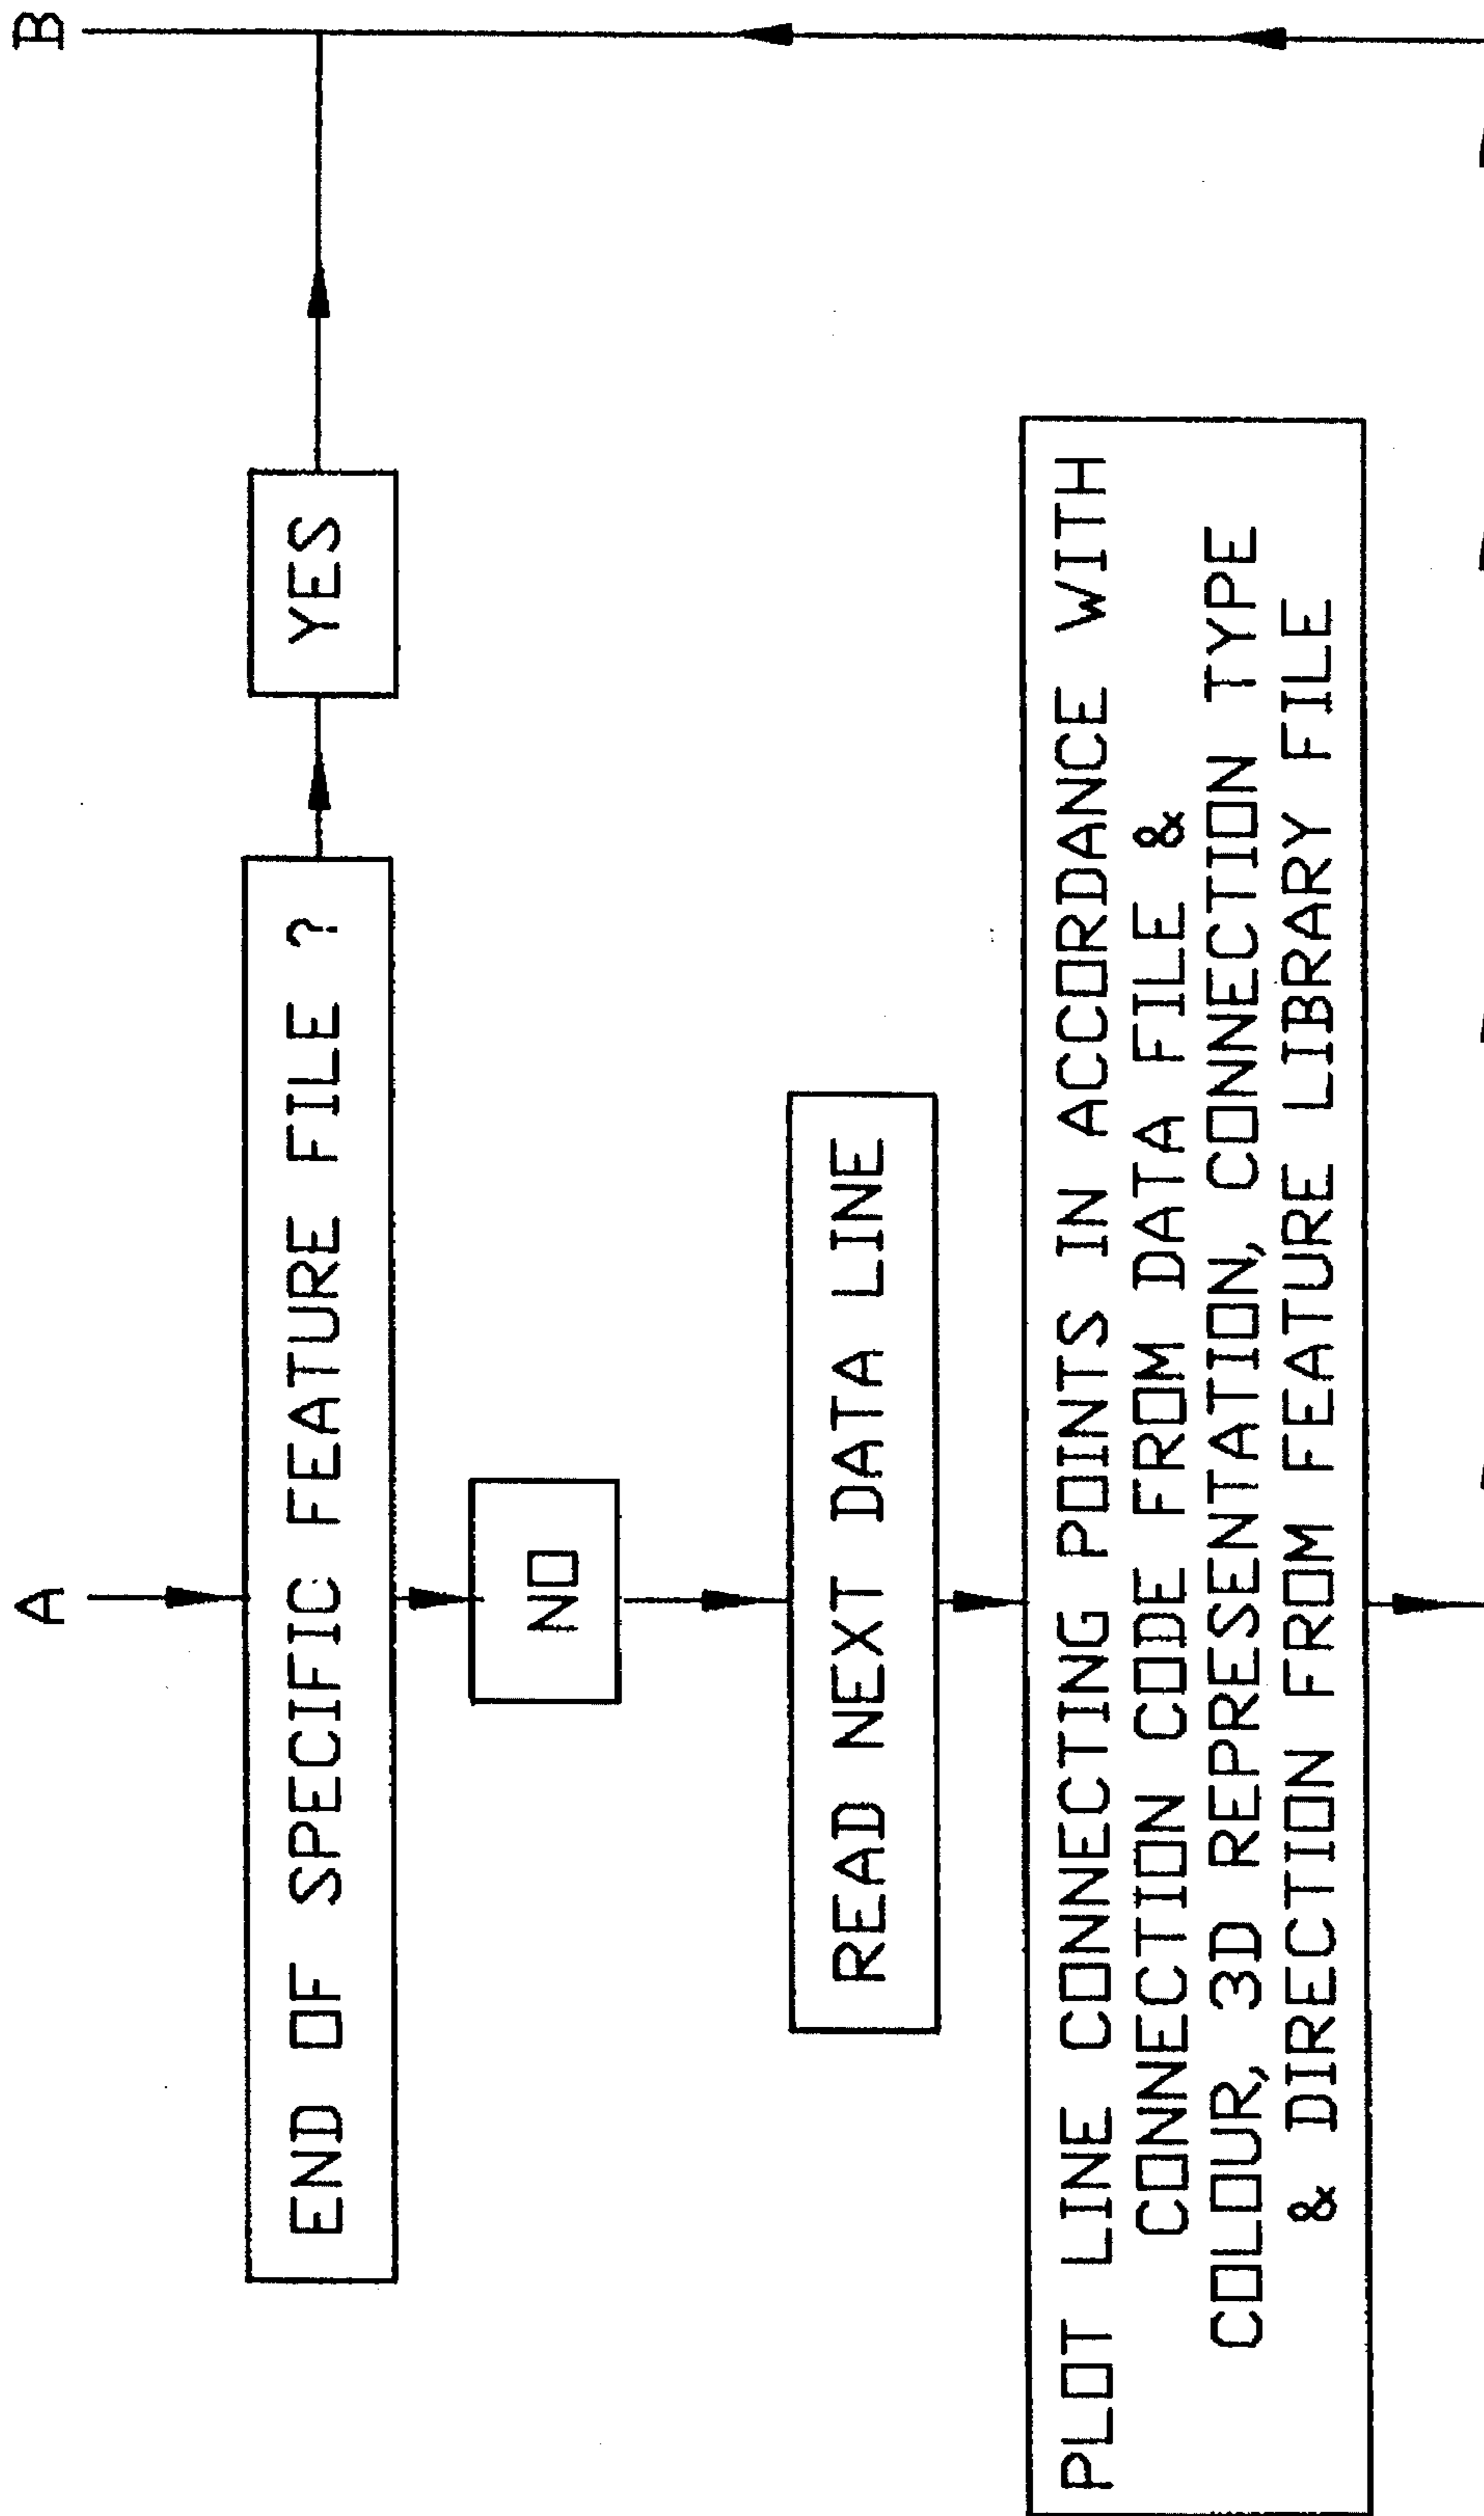 A
B
END OF SPECIFIC FEATURE FILE ?
YES
NO
READ NEXT DATA LINE
PLOT LINE CONNECTING POINTS IN ACCORDANCE WITH
CONNECTION CODE FROM DATA FILE &
COLOUR, 3D REPRESENTATION, CONNECTION TYPE
& DIRECTION FROM FEATURE LIBRARY FILE